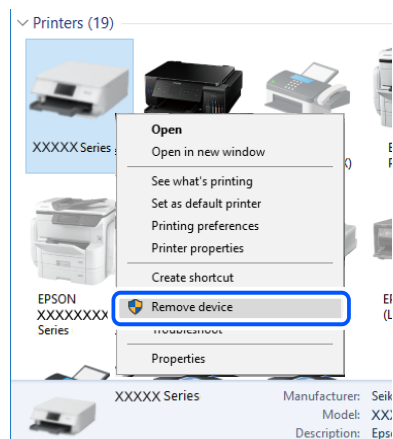 Printers (19)
XXXXX Series
Open
Open in new window
See what's printing
Set as default printer
Printing preferences
Printer properties
Create shortcut
Remove device
Troubleshoot
Properties
EPSON
XXXXXXXX
Series
XXXXX Series
Manufacturer:
Model:
Description: